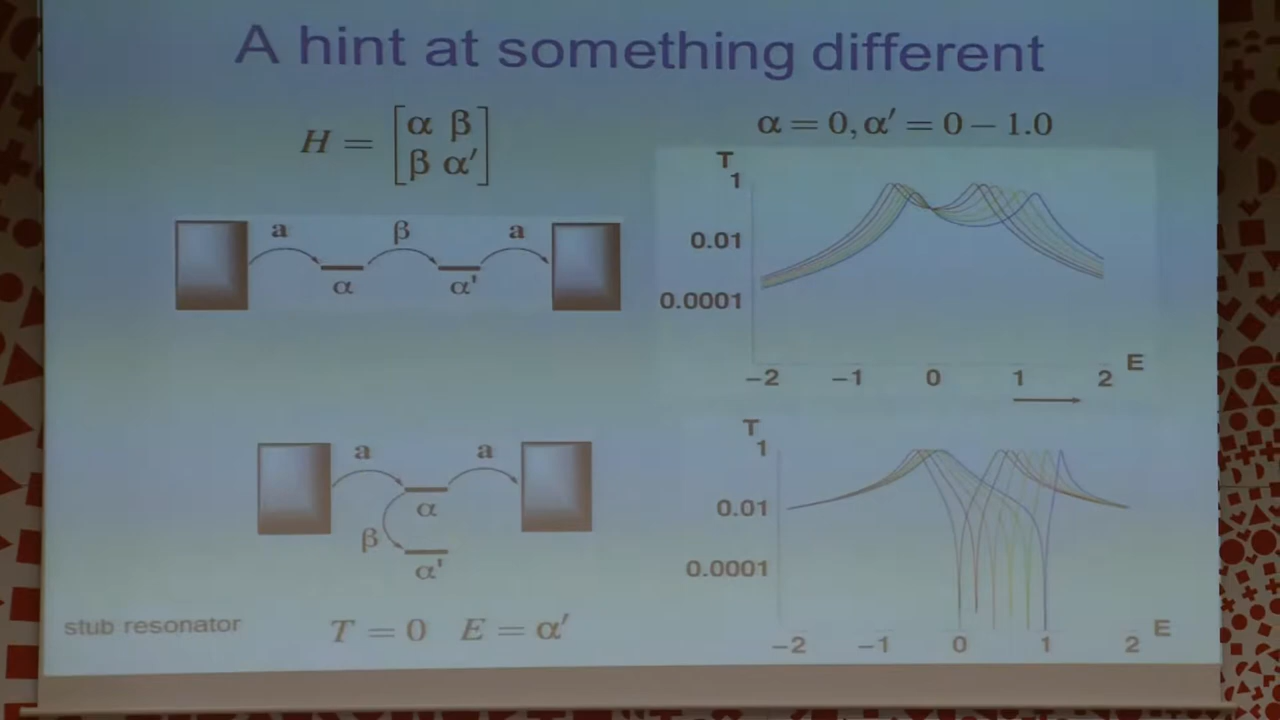 A hint at something different
H = [α β
β α′]
α = 0, α′ = 0 − 1.0
a β a
α α'
T
1
0.01
0.0001
−2 −1 0 1 2 E
a a
α
β
α'
T
1
0.01
0.0001
−2 −1 0 1 2 E
stub resonator
T = 0 E = α′